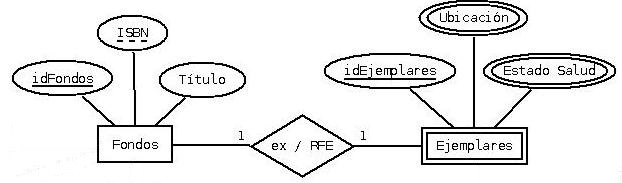 Ubicación
ISBN
idFondos
Título
idEjemplares
Estado Salud
1
1
Fondos
ex / RFE
Ejemplares